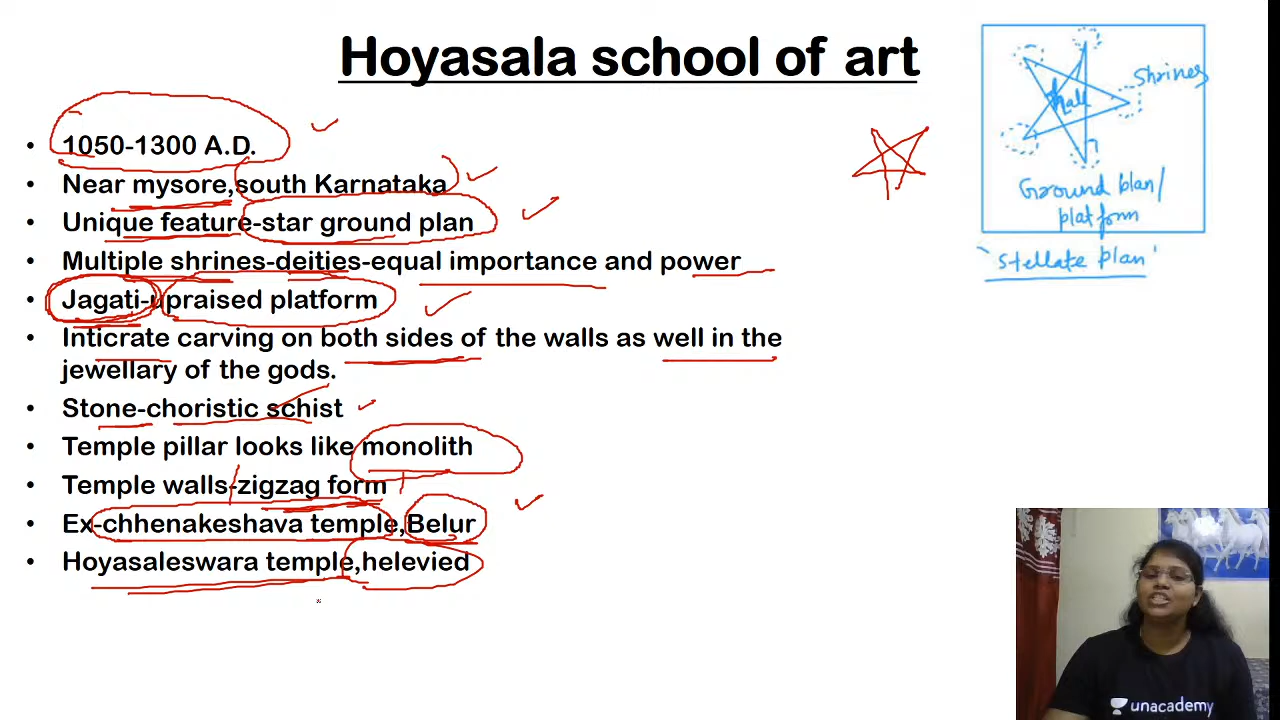 Hoyasala school of art
• 1050-1300 A.D.
• Near mysore,south Karnataka
• Unique feature-star ground plan
• Multiple shrines-deities-equal importance and power
• Jagati-upraised platform
• Inticrate carving on both sides of the walls as well in the
jewellary of the gods.
• Stone-choristic schist
• Temple pillar looks like monolith
• Temple walls-zigzag form
• Ex-chhenakeshava temple,Belur
• Hoyasaleswara temple,helevied
Shrines
hall
Ground plan/
platform
'Stellate plan'
unacademy